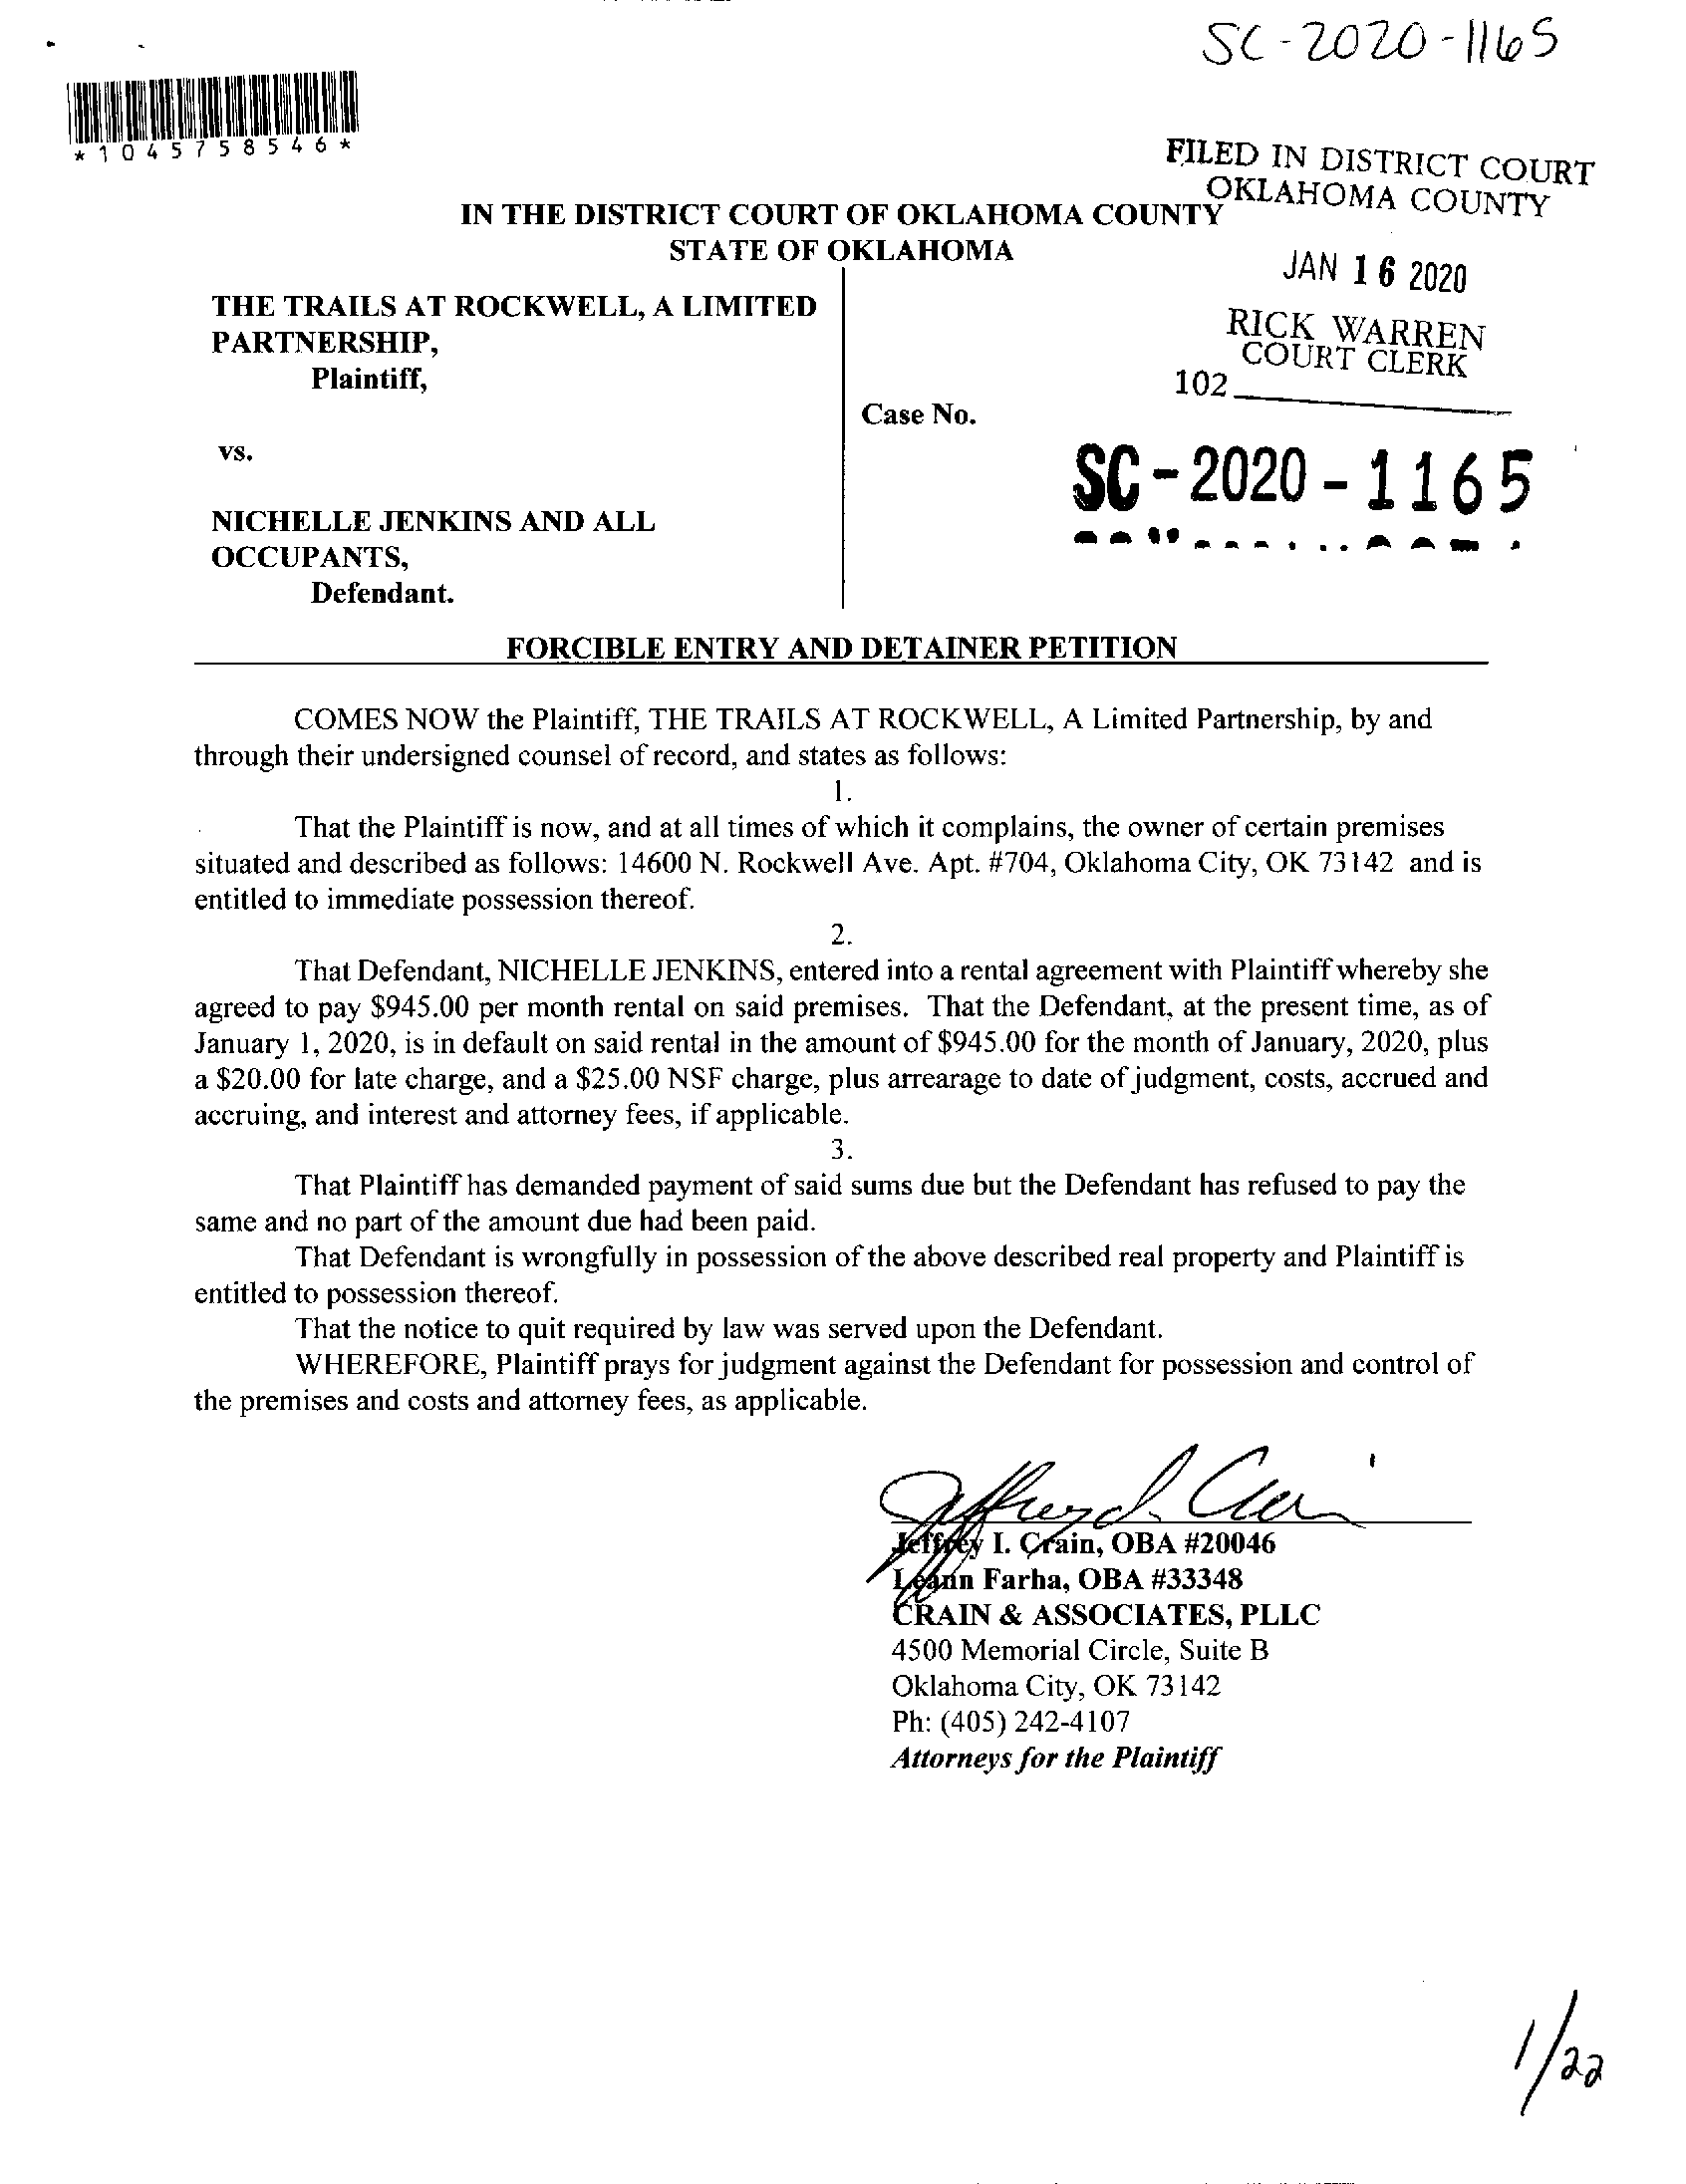 SC-2020-1165
*1045758546*
FILED IN DISTRICT COURT
OKLAHOMA COUNTY
IN THE DISTRICT COURT OF OKLAHOMA COUNTY
STATE OF OKLAHOMA
JAN 16 2020
RICK WARREN
COURT CLERK
102
THE TRAILS AT ROCKWELL, A LIMITED
PARTNERSHIP,
Plaintiff,
Case No.
SC-2020-1165
vs.
NICHELLE JENKINS AND ALL
OCCUPANTS,
Defendant.
FORCIBLE ENTRY AND DETAINER PETITION
COMES NOW the Plaintiff, THE TRAILS AT ROCKWELL, A Limited Partnership, by and
through their undersigned counsel of record, and states as follows:
1.
That the Plaintiff is now, and at all times of which it complains, the owner of certain premises
situated and described as follows: 14600 N. Rockwell Ave. Apt. #704, Oklahoma City, OK 73142 and is
entitled to immediate possession thereof.
2.
That Defendant, NICHELLE JENKINS, entered into a rental agreement with Plaintiff whereby she
agreed to pay $945.00 per month rental on said premises. That the Defendant, at the present time, as of
January 1, 2020, is in default on said rental in the amount of $945.00 for the month of January, 2020, plus
a $20.00 for late charge, and a $25.00 NSF charge, plus arrearage to date of judgment, costs, accrued and
accruing, and interest and attorney fees, if applicable.
3.
That Plaintiff has demanded payment of said sums due but the Defendant has refused to pay the
same and no part of the amount due had been paid.
That Defendant is wrongfully in possession of the above described real property and Plaintiff is
entitled to possession thereof.
That the notice to quit required by law was served upon the Defendant.
WHEREFORE, Plaintiff prays for judgment against the Defendant for possession and control of
the premises and costs and attorney fees, as applicable.
Jeffrey I. Crain, OBA #20046
Leann Farha, OBA #33348
CRAIN & ASSOCIATES, PLLC
4500 Memorial Circle, Suite B
Oklahoma City, OK 73142
Ph: (405) 242-4107
Attorneys for the Plaintiff
1/22